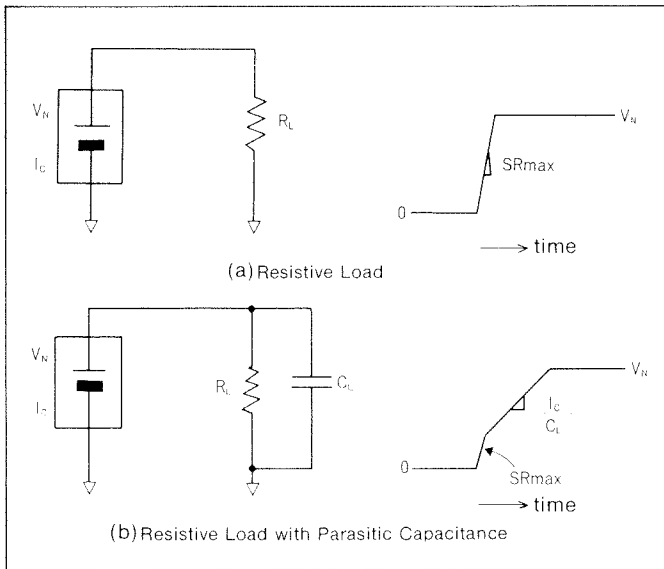 V_N
I_C
R_L
V_N
SRmax
0
time
(a) Resistive Load
V_N
I_C
R_L
C_L
V_N
I_C
C_L
0
SRmax
time
(b) Resistive Load with Parasitic Capacitance